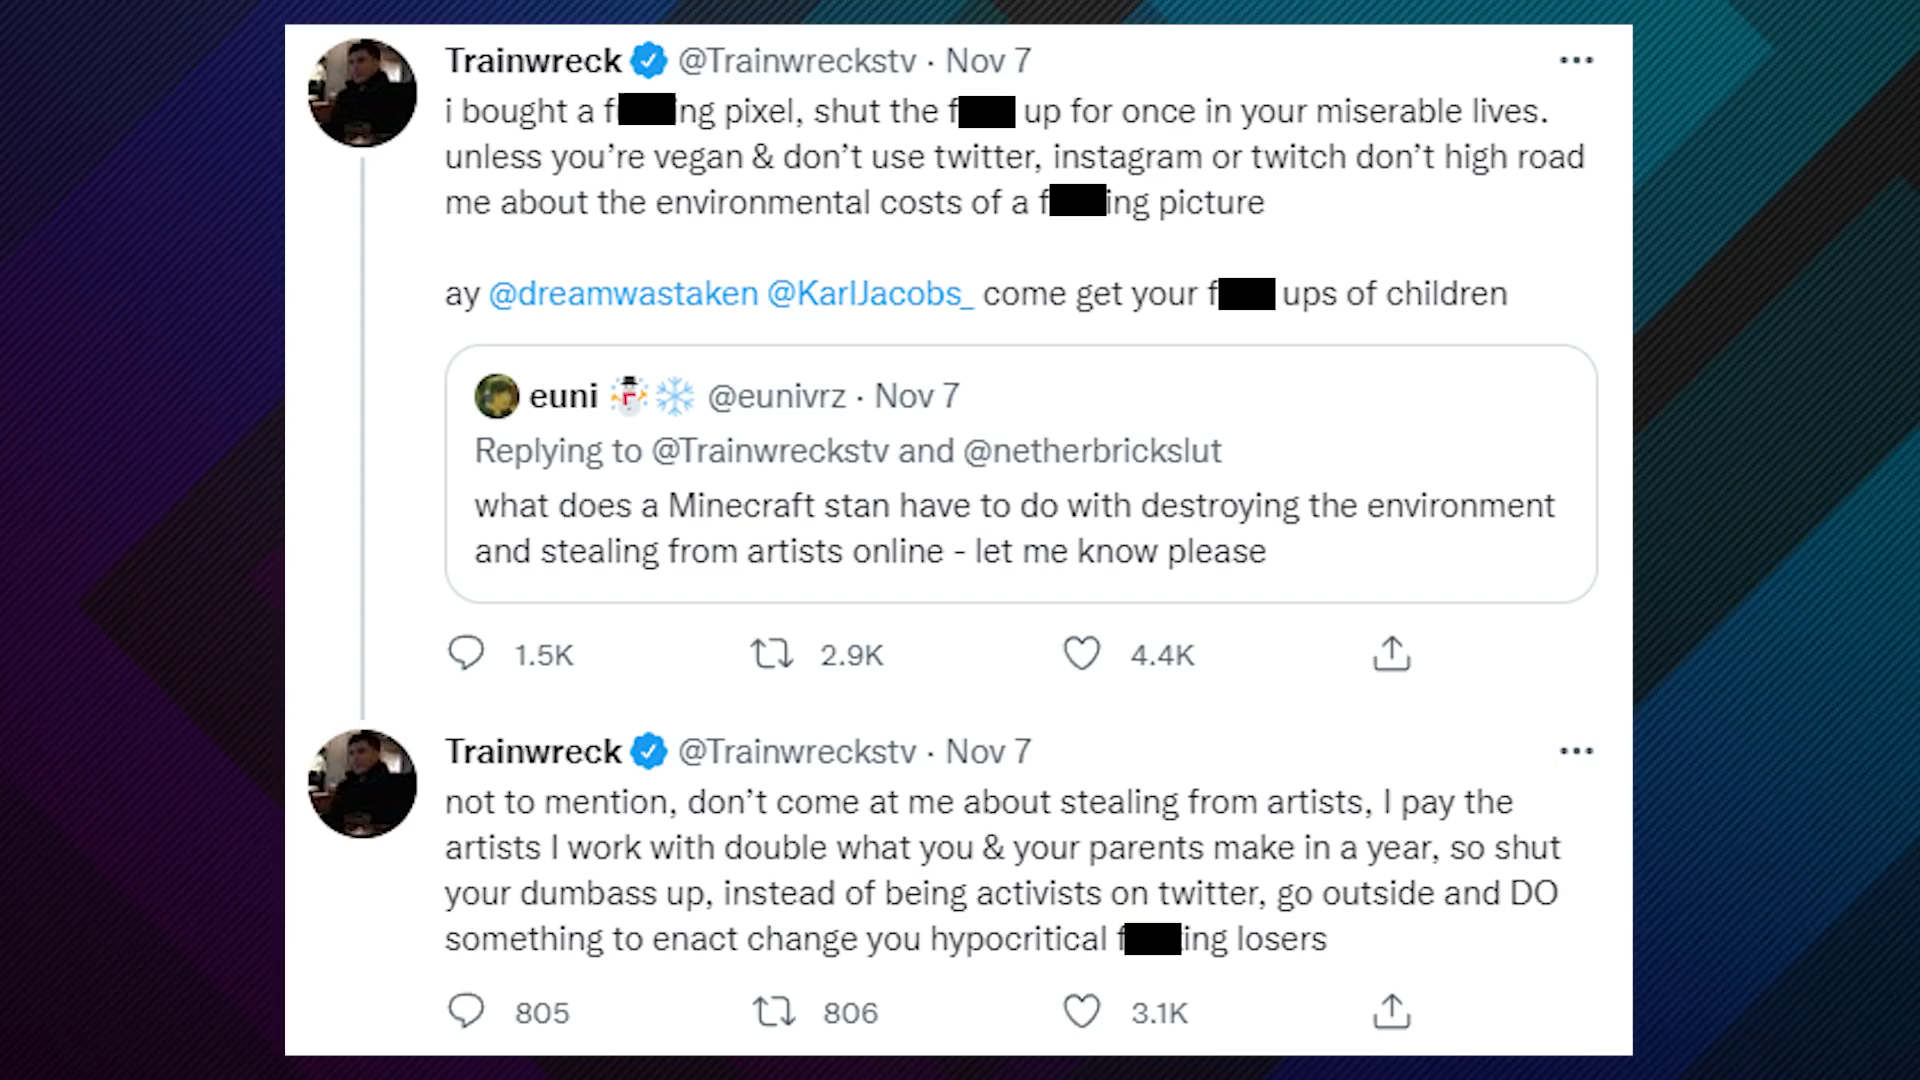 Trainwreck @Trainwreckstv · Nov 7
i bought a f ng pixel, shut the f up for once in your miserable lives.
unless you're vegan & don't use twitter, instagram or twitch don't high road
me about the environmental costs of a f ing picture
ay @dreamwastaken @KarlJacobs_ come get your f ups of children
euni ☃️❄️ @eunivrz · Nov 7
Replying to @Trainwreckstv and @netherbrickslut
what does a Minecraft stan have to do with destroying the environment
and stealing from artists online - let me know please
1.5K 2.9K 4.4K
Trainwreck @Trainwreckstv · Nov 7
not to mention, don't come at me about stealing from artists, I pay the
artists I work with double what you & your parents make in a year, so shut
your dumbass up, instead of being activists on twitter, go outside and DO
something to enact change you hypocritical f ing losers
805 806 3.1K